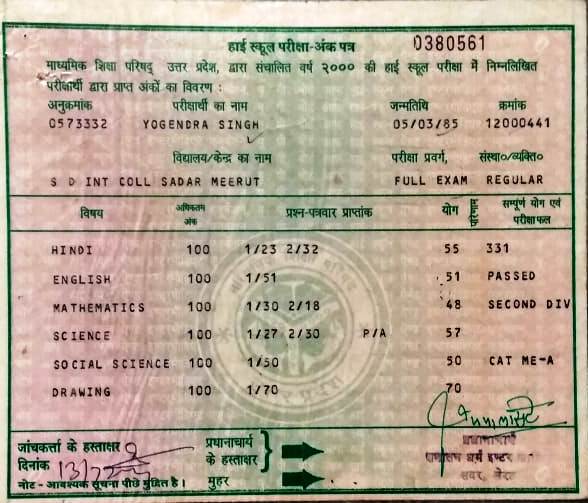 हाई स्कूल परीक्षा-अंक पत्र 0380561
माध्यमिक शिक्षा परिषद् उत्तर प्रदेश, द्वारा संचालित वर्ष २००० की हाई स्कूल परीक्षा में निम्नलिखित
परीक्षार्थी द्वारा प्राप्त अंकों का विवरण :
अनुक्रमांक परीक्षार्थी का नाम जन्मतिथि क्रमांक
0573332 YOGENDRA SINGH 05/03/85 12000441
विद्यालय/केन्द्र का नाम परीक्षा प्रवर्ग, संस्था०/व्यक्ति०
S D INT COLL SADAR MEERUT FULL EXAM REGULAR
विषय अधिकतम अंक प्रश्न-पत्रवार प्राप्तांक योग परिणाम सम्पूर्ण योग एवं परीक्षाफल
HINDI 100 1/23 2/32 55 331
ENGLISH 100 1/51 51 PASSED
MATHEMATICS 100 1/30 2/18 48 SECOND DIV
SCIENCE 100 1/27 2/30 P/A 57
SOCIAL SCIENCE 100 1/50 50 CAT ME-A
DRAWING 100 1/70 70
जांचकर्त्ता के हस्ताक्षर प्रधानाचार्य
दिनांक के हस्ताक्षर
नोट - आवश्यक सूचना पीछे मुद्रित है। मुहर
प्रधानाचार्य